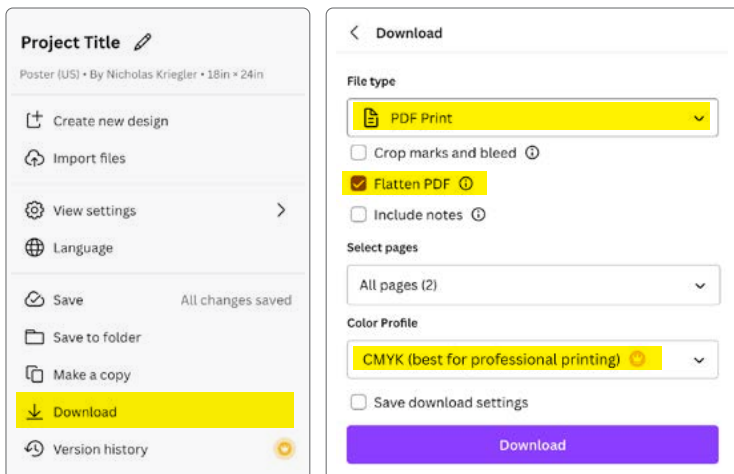 Project Title
Poster (US) • By Nicholas Kriegler • 18in × 24in
Create new design
Import files
View settings
Language
Save All changes saved
Save to folder
Make a copy
Download
Version history
Download
File type
PDF Print
Crop marks and bleed
Flatten PDF
Include notes
Select pages
All pages (2)
Color Profile
CMYK (best for professional printing)
Save download settings
Download